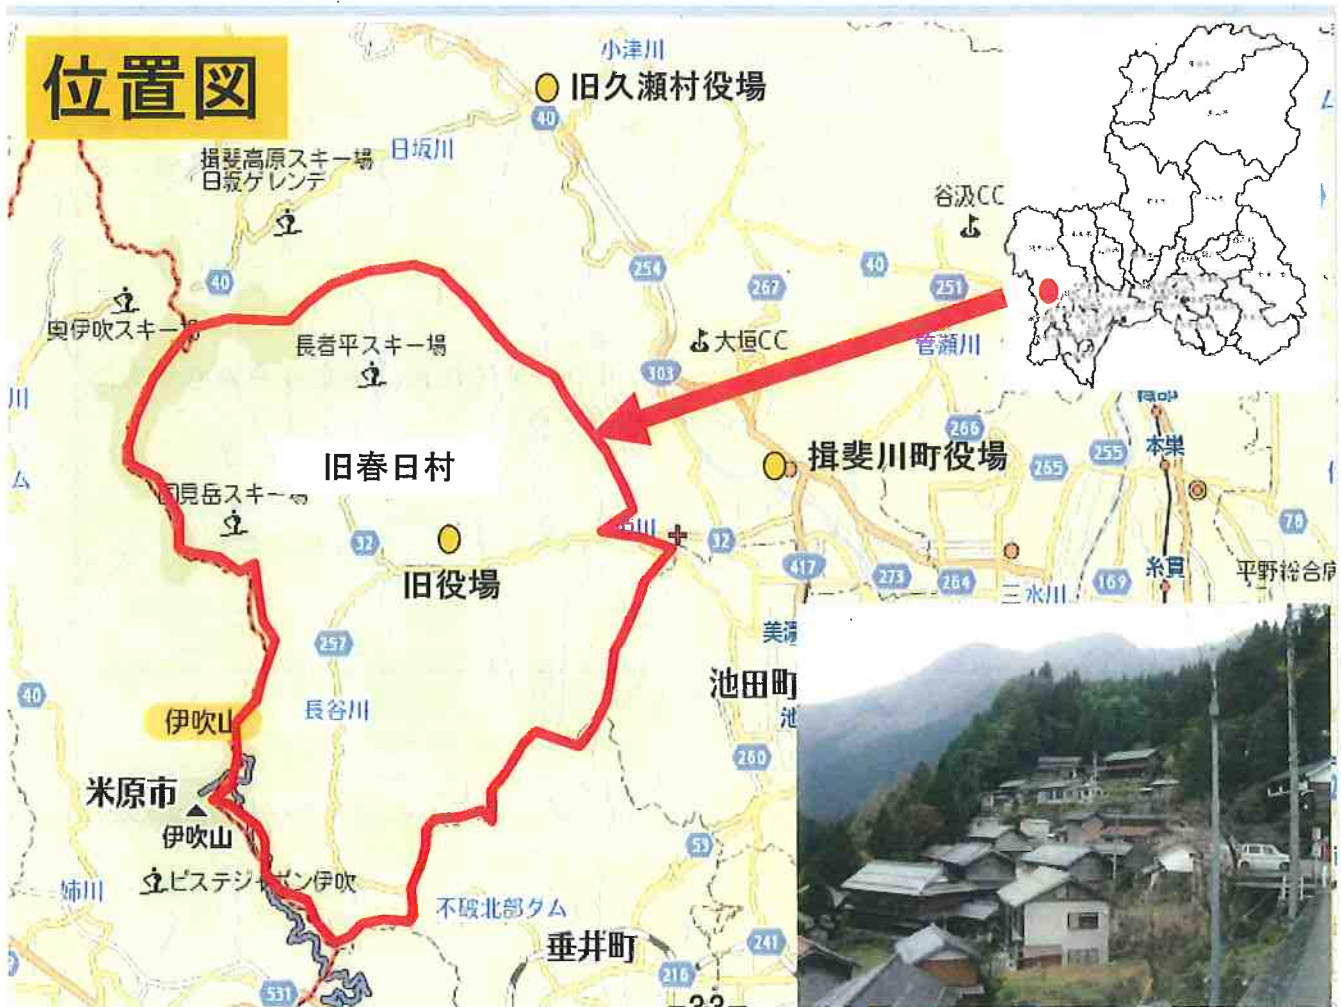 位置図
小津川
旧久瀬村役場
40
揖斐高原スキー場
日坂ゲレンデ
日坂川
谷汲CC
40
254
267
40
251
奥伊吹スキー場
長者平スキー場
大垣CC
管瀬川
303
川
266
255
本巣
旧春日村
揖斐川町役場
265
ム
国見岳スキー場
78
32
川
32
旧役場
417
273
264
169
糸貫
平野総合病
三水川
257
美濃
40
池田町
池
伊吹山
長谷川
260
米原市
伊吹山
53
ピステジャポン伊吹
姉川
不破北部ダム
垂井町
241
216
531
-33-